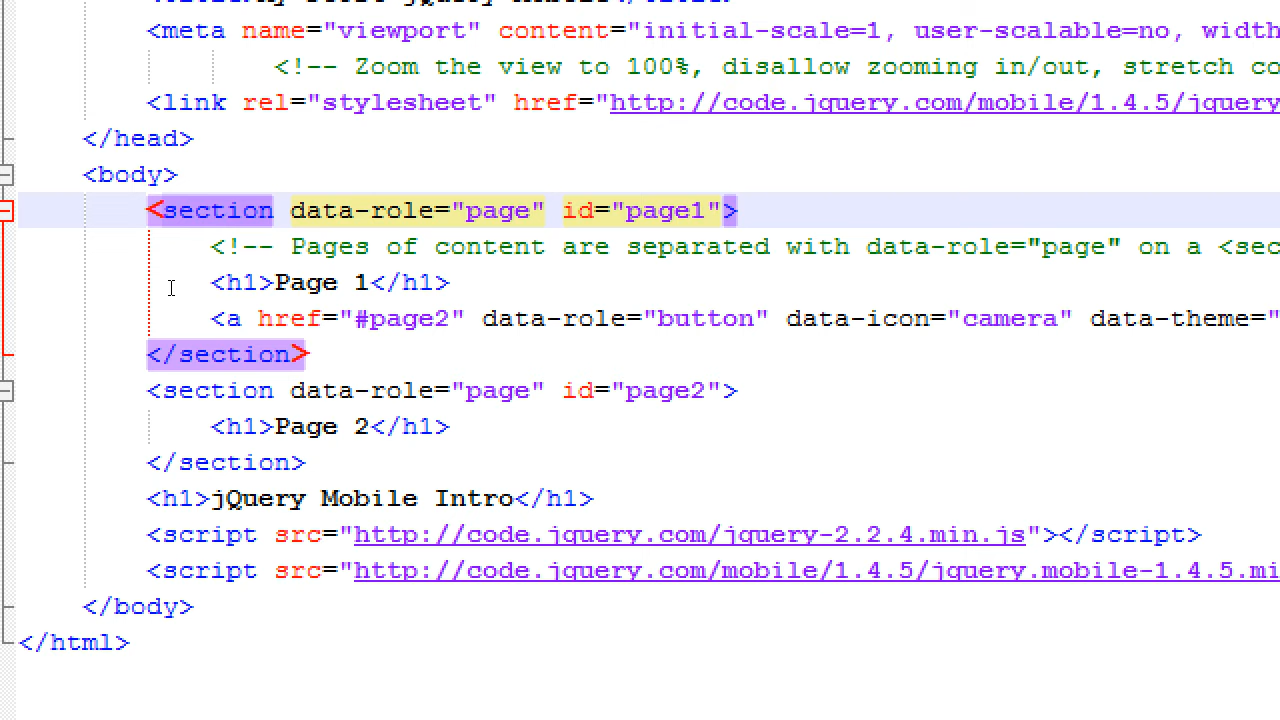 <meta name="viewport" content="initial-scale=1, user-scalable=no, width
<!-- Zoom the view to 100%, disallow zooming in/out, stretch co
<link rel="stylesheet" href="http://code.jquery.com/mobile/1.4.5/jquery
</head>
<body>
<section data-role="page" id="page1">
<!-- Pages of content are separated with data-role="page" on a <sec
<h1>Page 1</h1>
<a href="#page2" data-role="button" data-icon="camera" data-theme="
</section>
<section data-role="page" id="page2">
<h1>Page 2</h1>
</section>
<h1>jQuery Mobile Intro</h1>
<script src="http://code.jquery.com/jquery-2.2.4.min.js"></script>
<script src="http://code.jquery.com/mobile/1.4.5/jquery.mobile-1.4.5.mi
</body>
</html>